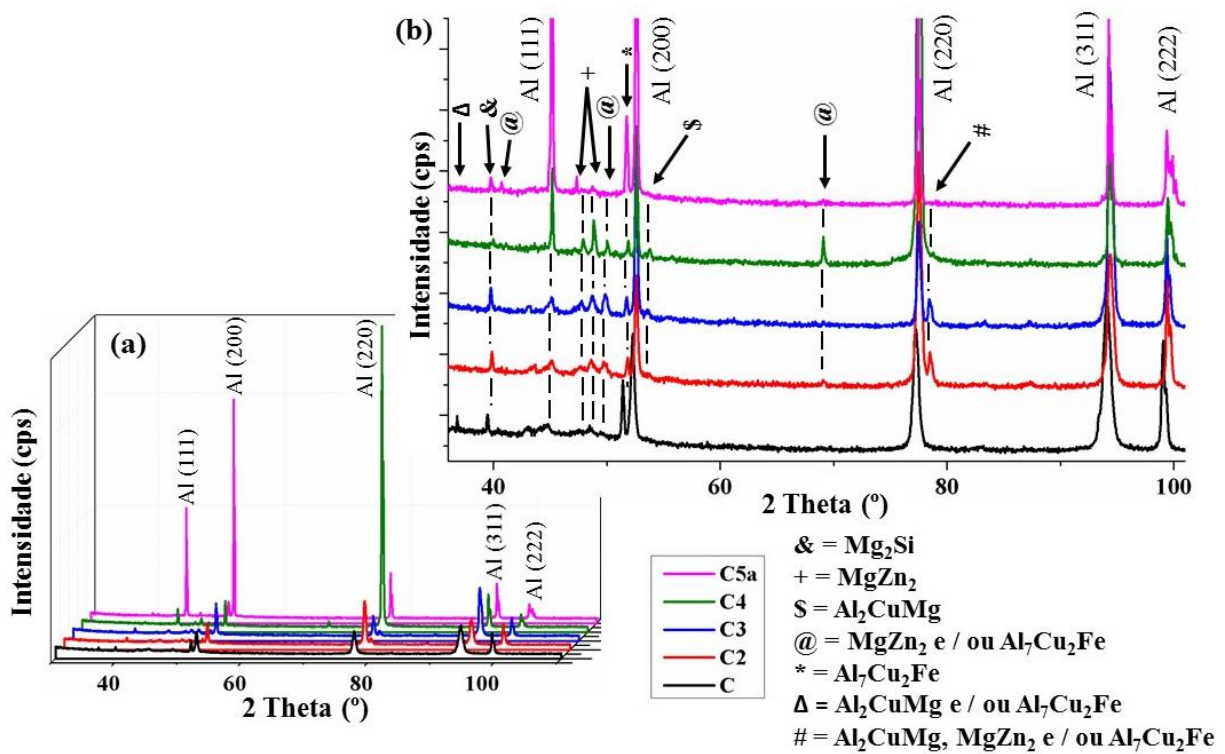 (b)
Al (111)
Al (200)
Al (220)
Al (311)
Al (222)
Δ
&
@
+
@
*
$
@
#
Intensidade (cps)
40
60
80
100
2 Theta (º)
(a)
Al (111)
Al (200)
Al (220)
Al (311)
Al (222)
Intensidade (cps)
40
60
80
100
2 Theta (º)
C5a
C4
C3
C2
C
& = Mg₂Si
+ = MgZn₂
$ = Al₂CuMg
@ = MgZn₂ e / ou Al₇Cu₂Fe
* = Al₇Cu₂Fe
Δ = Al₂CuMg e / ou Al₇Cu₂Fe
# = Al₂CuMg, MgZn₂ e / ou Al₇Cu₂Fe